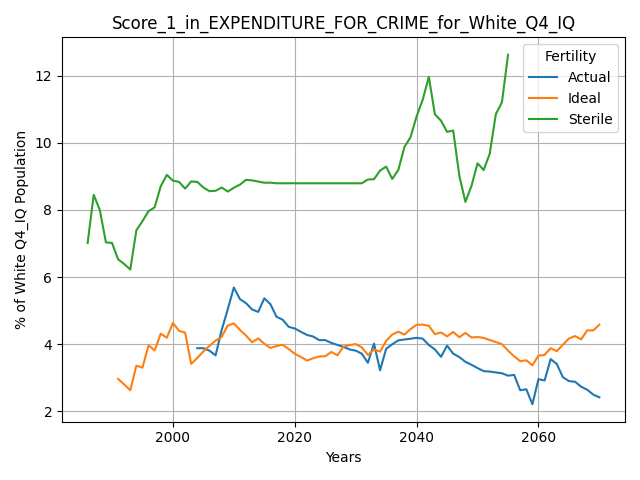 Score_1_in_EXPENDITURE_FOR_CRIME_for_White_Q4_IQ
Fertility
Actual
Ideal
Sterile
% of White Q4_IQ Population
12
10
8
6
4
2
2000
2020
2040
2060
Years